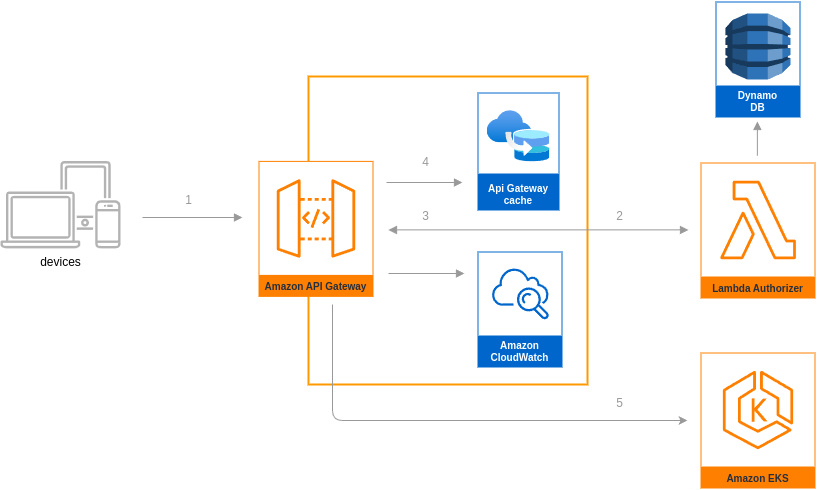 Dynamo
DB
4
Api Gateway
cache
1
3
2
devices
Amazon API Gateway
Lambda Authorizer
Amazon
CloudWatch
5
K
Amazon EKS